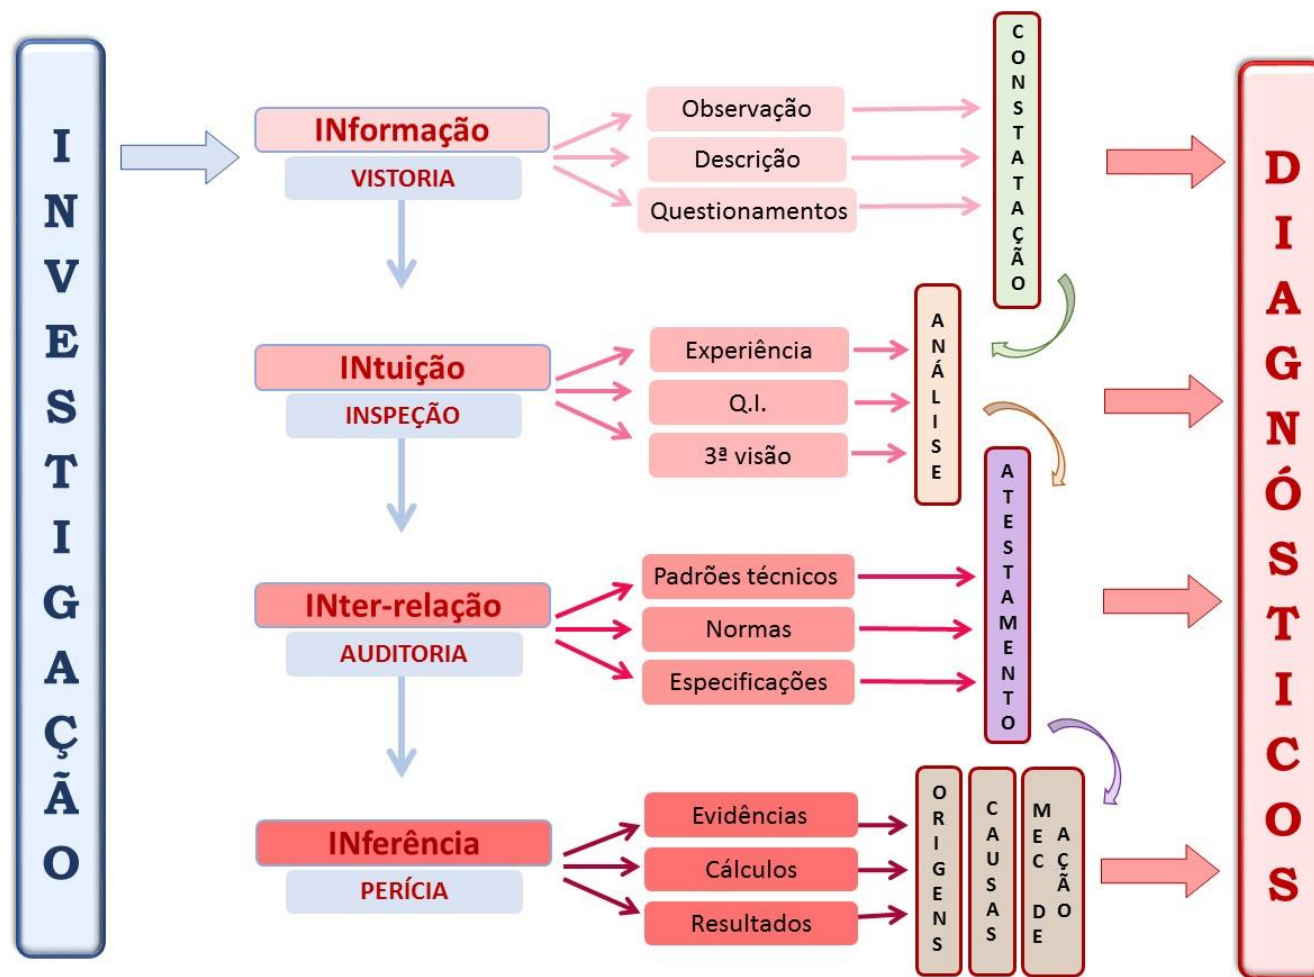 INVESTIGAÇÃO
INformação
VISTORIA
Observação
Descrição
Questionamentos
CONSTATAÇÃO
INtuição
INSPEÇÃO
Experiência
Q.I.
3ª visão
ANÁLISE
INter-relação
AUDITORIA
Padrões técnicos
Normas
Especificações
ATESTAMENTO
INferência
PERÍCIA
Evidências
Cálculos
Resultados
ORIGENS
CAUSAS
MEC DE
AÇÃO
DIAGNÓSTICOS